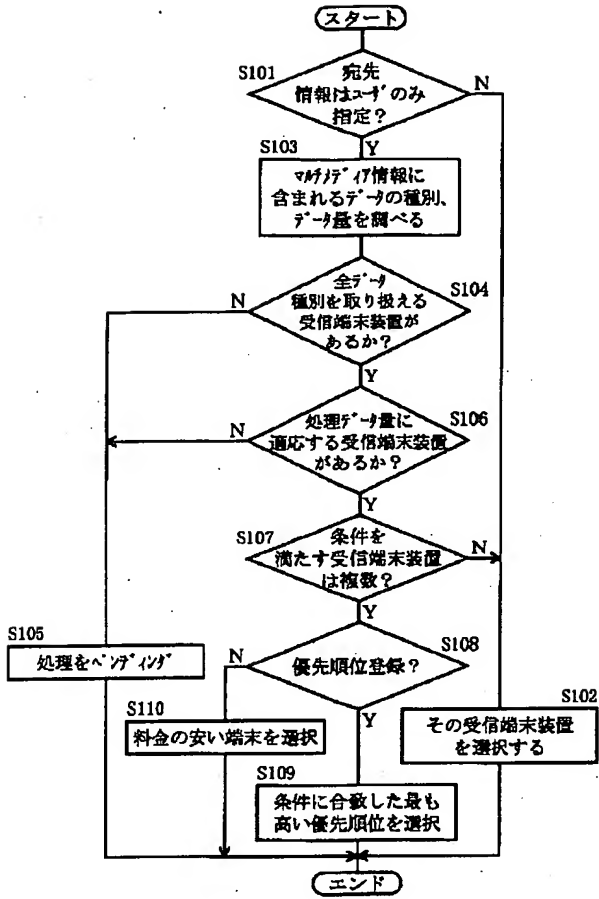 スタート
S101
宛先
情報はユーザのみ
指定?
N
Y
S103
マルチメディア情報に
含まれるデータの種別、
データ量を調べる
全データ
種別を取り扱える
受信端末装置が
あるか?
S104
N
Y
処理データ量に
適応する受信端末装置
があるか?
S106
N
Y
S107
条件を
満たす受信端末装置
は複数?
N
Y
S105
処理をペンディング
優先順位登録?
S108
N
Y
S110
料金の安い端末を選択
S102
その受信端末装置
を選択する
S109
条件に合致した最も
高い優先順位を選択
エンド